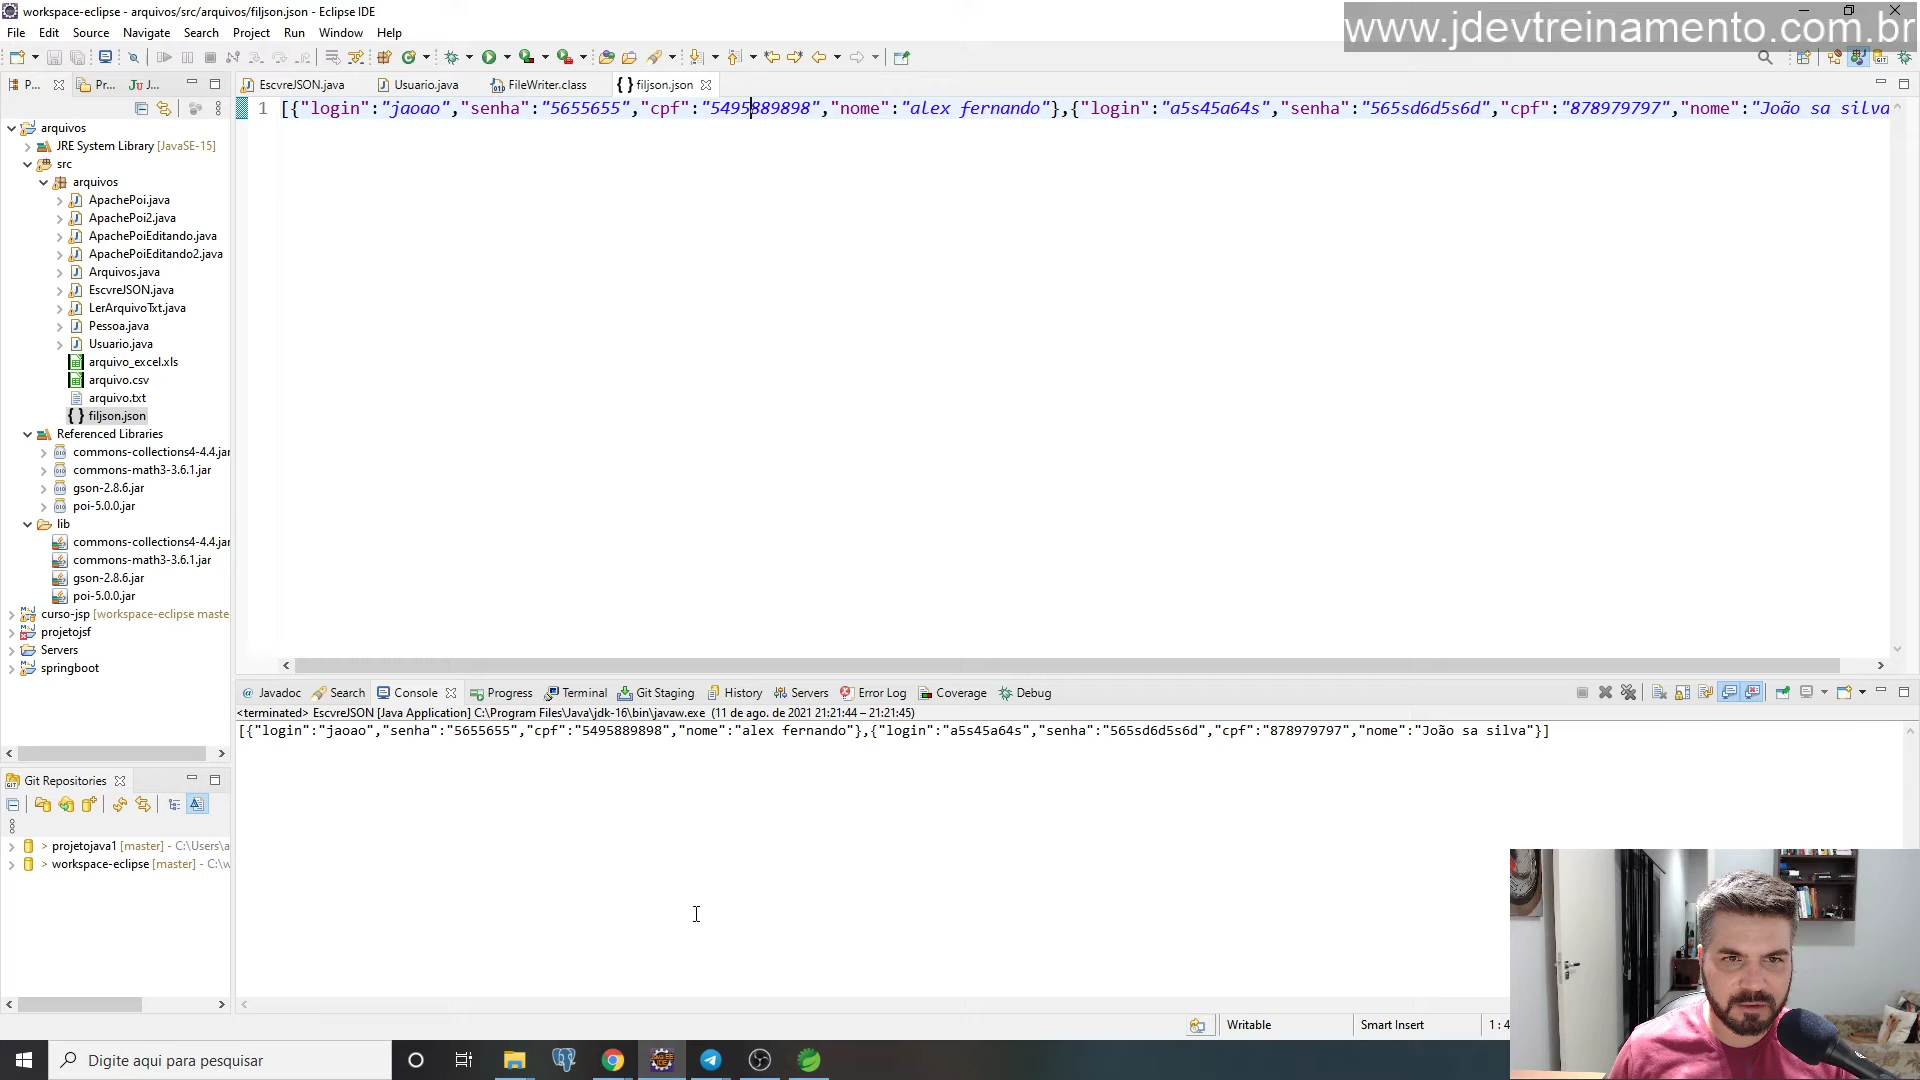 workspace-eclipse - arquivos/src/arquivos/filjson.json - Eclipse IDE
www.jdevtreinamento.com.br
File Edit Source Navigate Search Project Run Window Help
P... Pr... J...
EscvreJSON.java Usuario.java FileWriter.class filjson.json
1 [{"login":"jaoao","senha":"5655655","cpf":"5495889898","nome":"alex fernando"},{"login":"a5s45a64s","senha":"565sd6d5s6d","cpf":"878979797","nome":"João sa silva
arquivos
JRE System Library [JavaSE-15]
src
arquivos
ApachePoi.java
ApachePoi2.java
ApachePoiEditando.java
ApachePoiEditando2.java
Arquivos.java
EscvreJSON.java
LerArquivoTxt.java
Pessoa.java
Usuario.java
arquivo_excel.xls
arquivo.csv
arquivo.txt
filjson.json
Referenced Libraries
commons-collections4-4.4.jar
commons-math3-3.6.1.jar
gson-2.8.6.jar
poi-5.0.0.jar
lib
commons-collections4-4.4.jar
commons-math3-3.6.1.jar
gson-2.8.6.jar
poi-5.0.0.jar
curso-jsp [workspace-eclipse maste
projetojsf
Servers
springboot
Javadoc Search Console Progress Terminal Git Staging History Servers Error Log Coverage Debug
<terminated> EscvreJSON [Java Application] C:\Program Files\Java\jdk-16\bin\javaw.exe (11 de ago. de 2021 21:21:44 – 21:21:45)
[{"login":"jaoao","senha":"5655655","cpf":"5495889898","nome":"alex fernando"},{"login":"a5s45a64s","senha":"565sd6d5s6d","cpf":"878979797","nome":"João sa silva"}]
Git Repositories
> projetojava1 [master] - C:\Users\a
> workspace-eclipse [master] - C:\w
Writable Smart Insert 1 : 4
Digite aqui para pesquisar